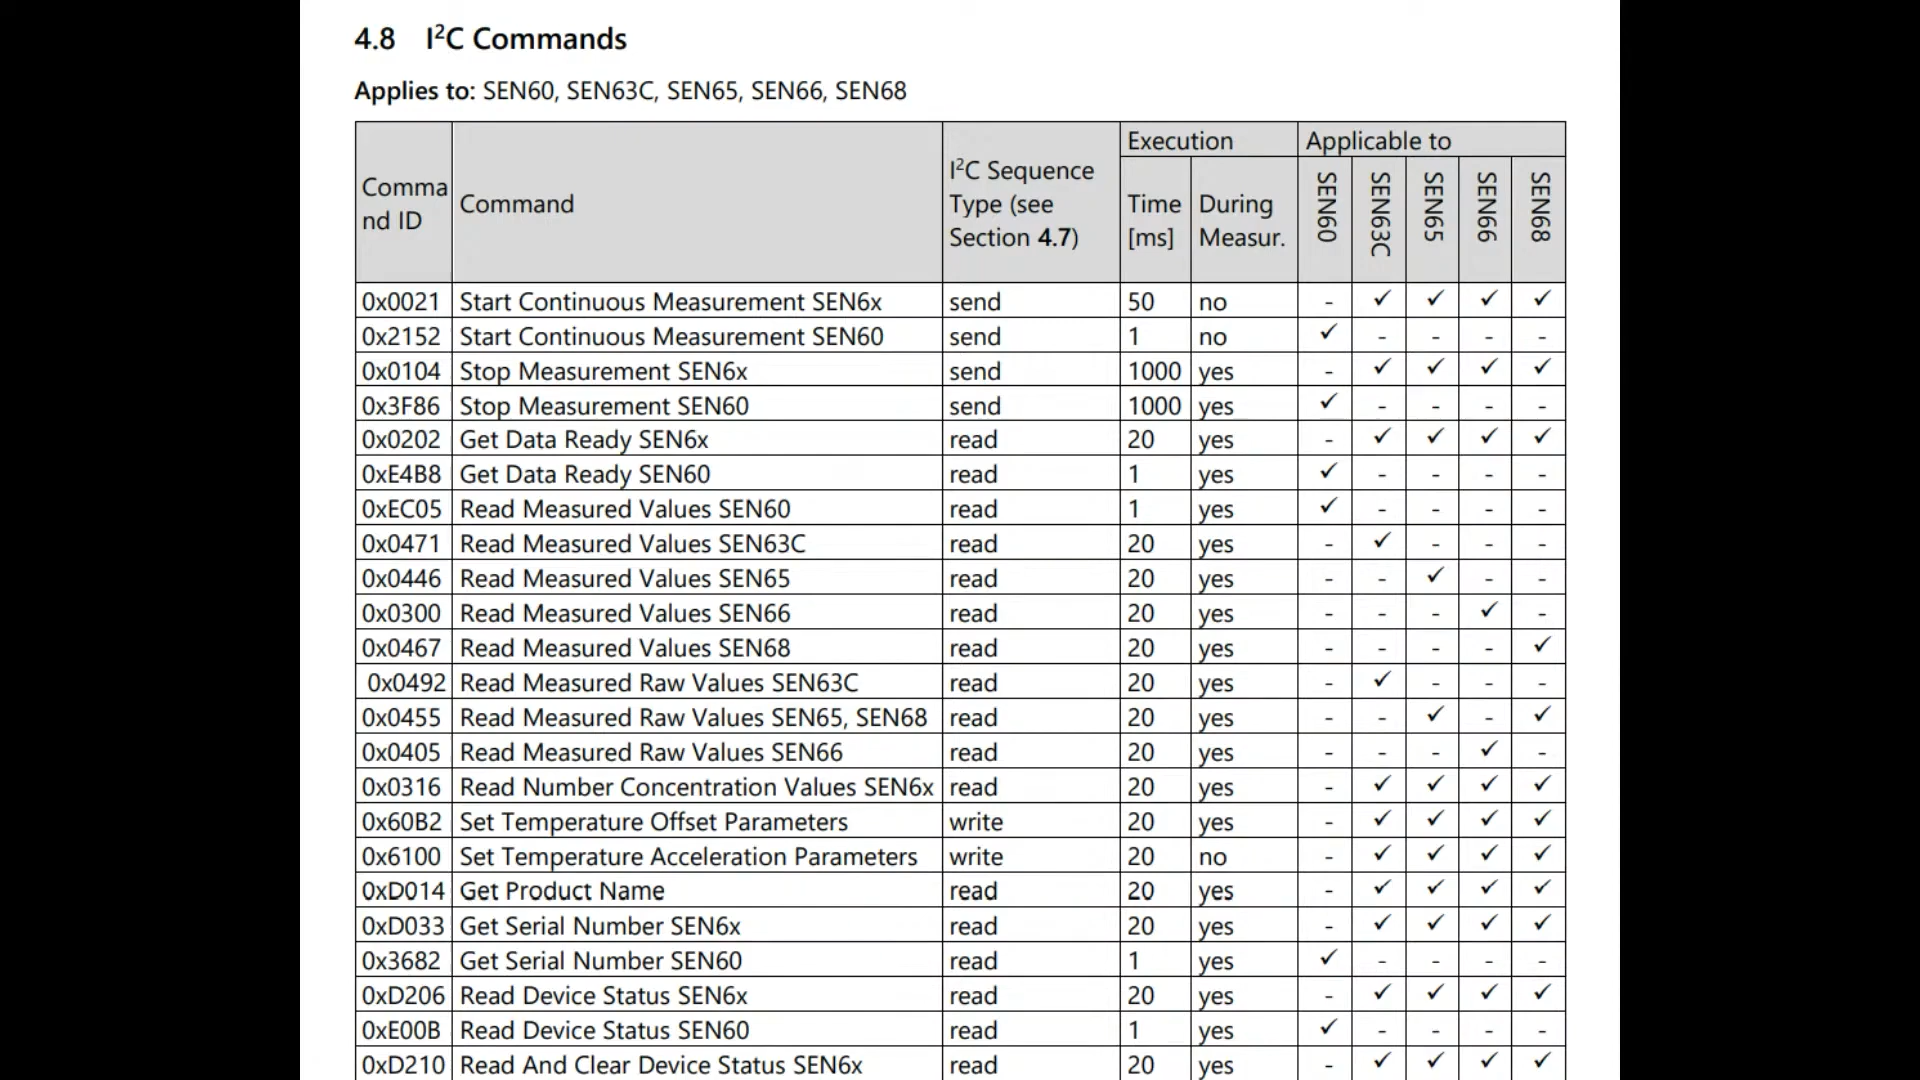 4.8 I²C Commands
Applies to: SEN60, SEN63C, SEN65, SEN66, SEN68
Comma
nd ID
Command
I²C Sequence
Type (see
Section 4.7)
Execution
Applicable to
Time
[ms]
During
Measur.
SEN60
SEN63C
SEN65
SEN66
SEN68
0x0021 Start Continuous Measurement SEN6x send 50 no - ✓ ✓ ✓ ✓
0x2152 Start Continuous Measurement SEN60 send 1 no ✓ - - - -
0x0104 Stop Measurement SEN6x send 1000 yes - ✓ ✓ ✓ ✓
0x3F86 Stop Measurement SEN60 send 1000 yes ✓ - - - -
0x0202 Get Data Ready SEN6x read 20 yes - ✓ ✓ ✓ ✓
0xE4B8 Get Data Ready SEN60 read 1 yes ✓ - - - -
0xEC05 Read Measured Values SEN60 read 1 yes ✓ - - - -
0x0471 Read Measured Values SEN63C read 20 yes - ✓ - - -
0x0446 Read Measured Values SEN65 read 20 yes - - ✓ - -
0x0300 Read Measured Values SEN66 read 20 yes - - - ✓ -
0x0467 Read Measured Values SEN68 read 20 yes - - - - ✓
0x0492 Read Measured Raw Values SEN63C read 20 yes - ✓ - - -
0x0455 Read Measured Raw Values SEN65, SEN68 read 20 yes - - ✓ - ✓
0x0405 Read Measured Raw Values SEN66 read 20 yes - - - ✓ -
0x0316 Read Number Concentration Values SEN6x read 20 yes - ✓ ✓ ✓ ✓
0x60B2 Set Temperature Offset Parameters write 20 yes - ✓ ✓ ✓ ✓
0x6100 Set Temperature Acceleration Parameters write 20 no - ✓ ✓ ✓ ✓
0xD014 Get Product Name read 20 yes - ✓ ✓ ✓ ✓
0xD033 Get Serial Number SEN6x read 20 yes - ✓ ✓ ✓ ✓
0x3682 Get Serial Number SEN60 read 1 yes ✓ - - - -
0xD206 Read Device Status SEN6x read 20 yes - ✓ ✓ ✓ ✓
0xE00B Read Device Status SEN60 read 1 yes ✓ - - - -
0xD210 Read And Clear Device Status SEN6x read 20 yes - ✓ ✓ ✓ ✓